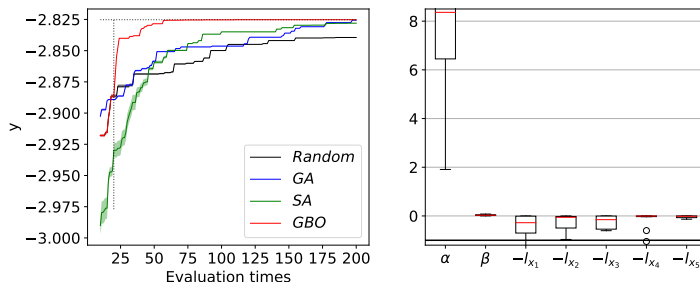 −2.825
−2.850
−2.875
−2.900
−2.925
−2.950
−2.975
−3.000
y
25 50 75 100 125 150 175 200
Evaluation times
Random
GA
SA
GBO
8
6
4
2
0
α β −l_{x_1} −l_{x_2} −l_{x_3} −l_{x_4} −l_{x_5}